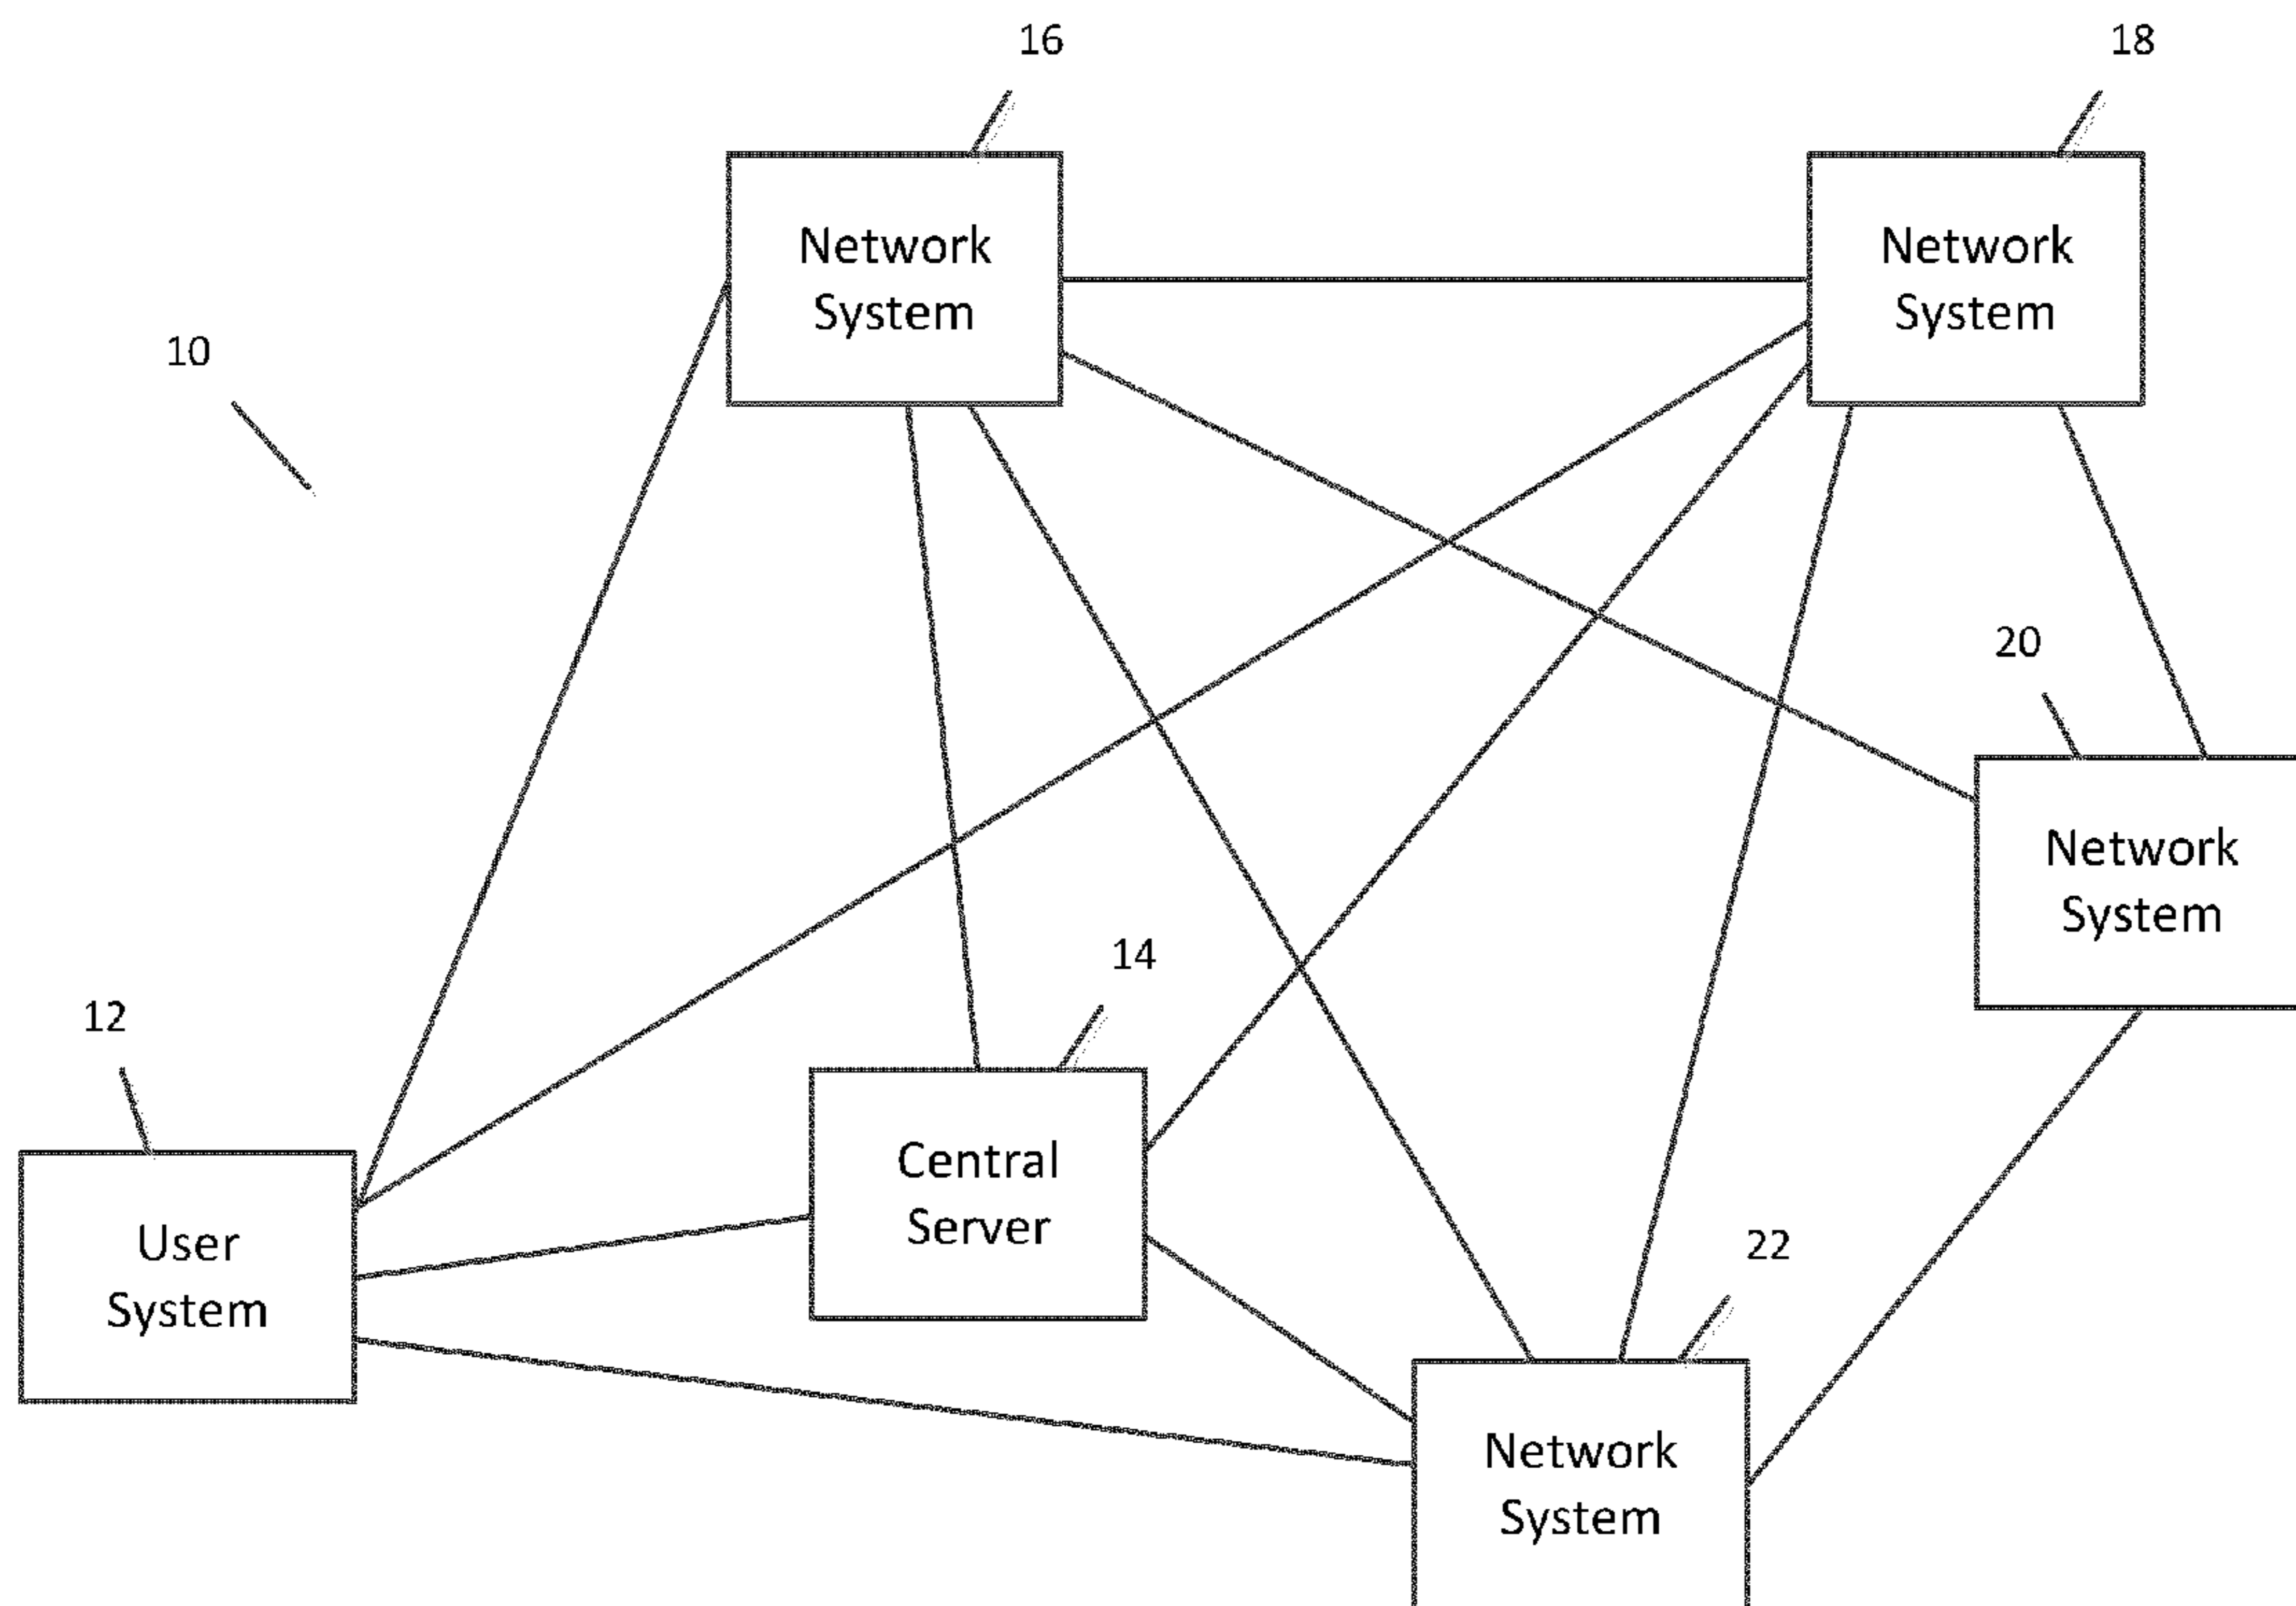 16
18
Network
System
Network
System
10
20
Network
System
14
12
Central
Server
User
System
22
Network
System